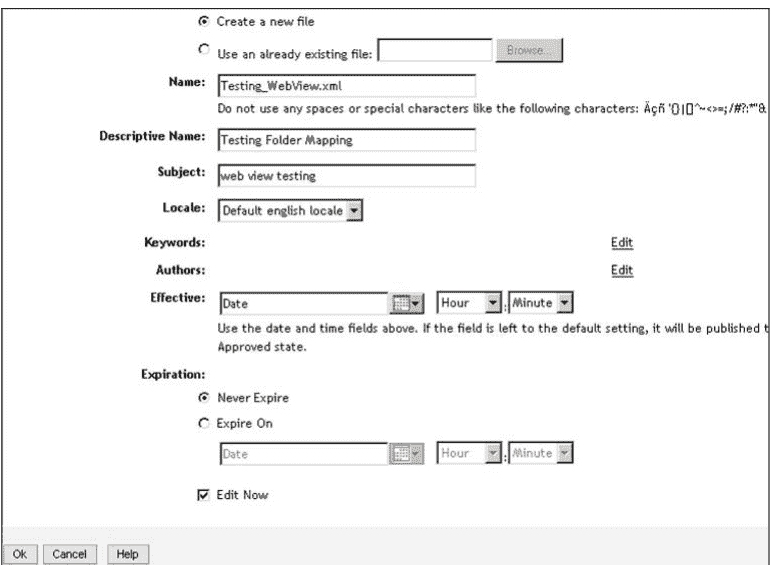 Create a new file
Use an already existing file: Browse...
Name: Testing_WebView.xml
Do not use any spaces or special characters like the following characters: Äçñ '{}|[]^~<>=;/#?:*"&
Descriptive Name: Testing Folder Mapping
Subject: web view testing
Locale: Default english locale
Keywords: Edit
Authors: Edit
Effective: Date Hour : Minute
Use the date and time fields above. If the field is left to the default setting, it will be published t
Approved state.
Expiration:
Never Expire
Expire On
Date Hour : Minute
Edit Now
Ok Cancel Help